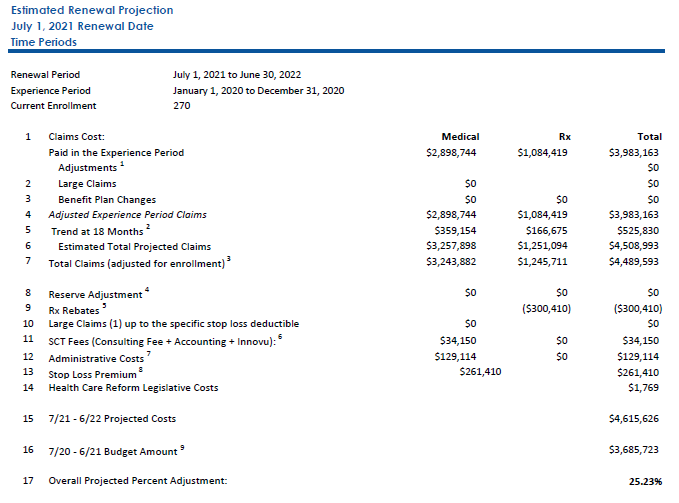 Estimated Renewal Projection
July 1, 2021 Renewal Date
Time Periods
Renewal Period July 1, 2021 to June 30, 2022
Experience Period January 1, 2020 to December 31, 2020
Current Enrollment 270
1 Claims Cost: Medical Rx Total
Paid in the Experience Period $2,898,744 $1,084,419 $3,983,163
Adjustments 1 $0
2 Large Claims $0 $0
3 Benefit Plan Changes $0 $0 $0
4 Adjusted Experience Period Claims $2,898,744 $1,084,419 $3,983,163
5 Trend at 18 Months 2 $359,154 $166,675 $525,830
6 Estimated Total Projected Claims $3,257,898 $1,251,094 $4,508,993
7 Total Claims (adjusted for enrollment) 3 $3,243,882 $1,245,711 $4,489,593
8 Reserve Adjustment 4 $0 $0 $0
9 Rx Rebates 5 ($300,410) ($300,410)
10 Large Claims (1) up to the specific stop loss deductible $0 $0
11 SCT Fees (Consulting Fee + Accounting + Innovu): 6 $34,150 $0 $34,150
12 Administrative Costs 7 $129,114 $0 $129,114
13 Stop Loss Premium 8 $261,410 $261,410
14 Health Care Reform Legislative Costs $1,769
15 7/21 - 6/22 Projected Costs $4,615,626
16 7/20 - 6/21 Budget Amount 9 $3,685,723
17 Overall Projected Percent Adjustment: 25.23%